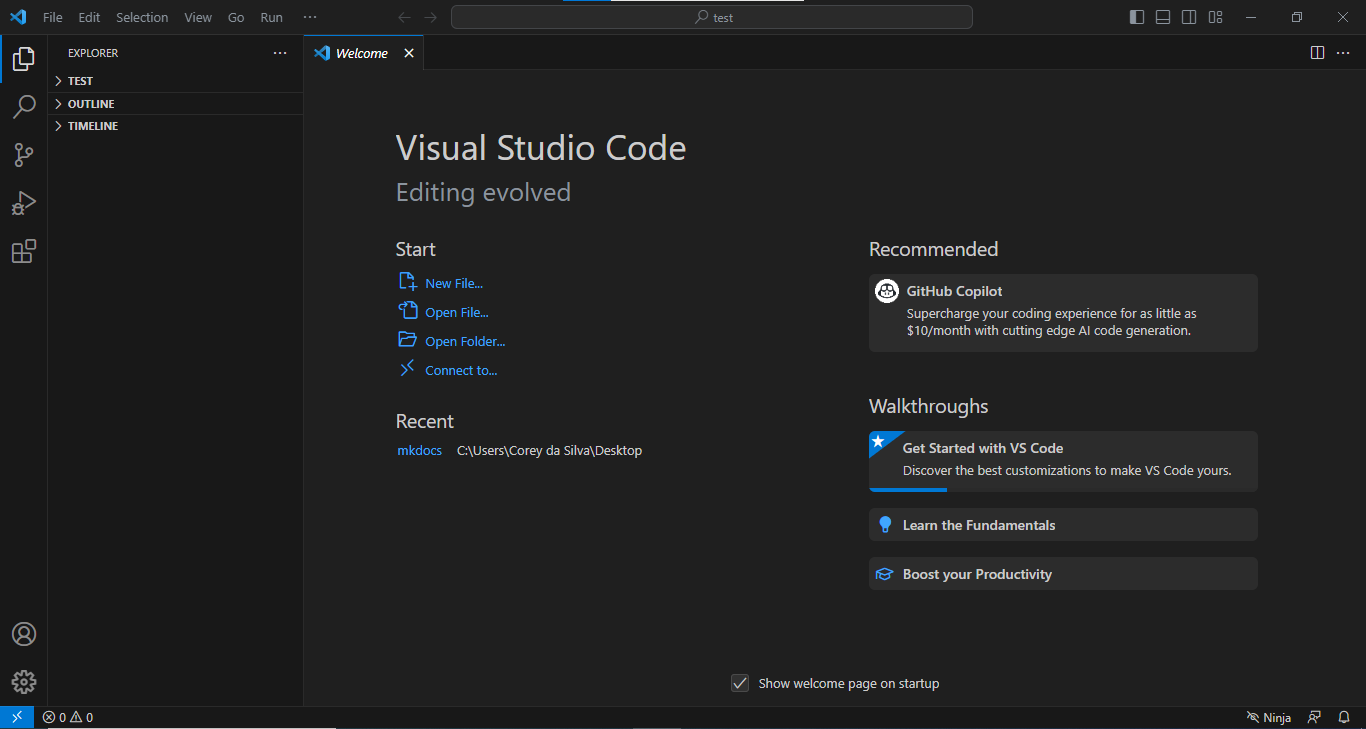 File Edit Selection View Go Run ··· test
EXPLORER ···
TEST
OUTLINE
TIMELINE
Welcome
Visual Studio Code
Editing evolved
Start
New File...
Open File...
Open Folder...
Connect to...
Recent
mkdocs C:\Users\Corey da Silva\Desktop
Recommended
GitHub Copilot
Supercharge your coding experience for as little as
$10/month with cutting edge AI code generation.
Walkthroughs
Get Started with VS Code
Discover the best customizations to make VS Code yours.
Learn the Fundamentals
Boost your Productivity
Show welcome page on startup
0 0 Ninja